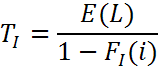 T_I = E(L) / (1 − F_I(i))